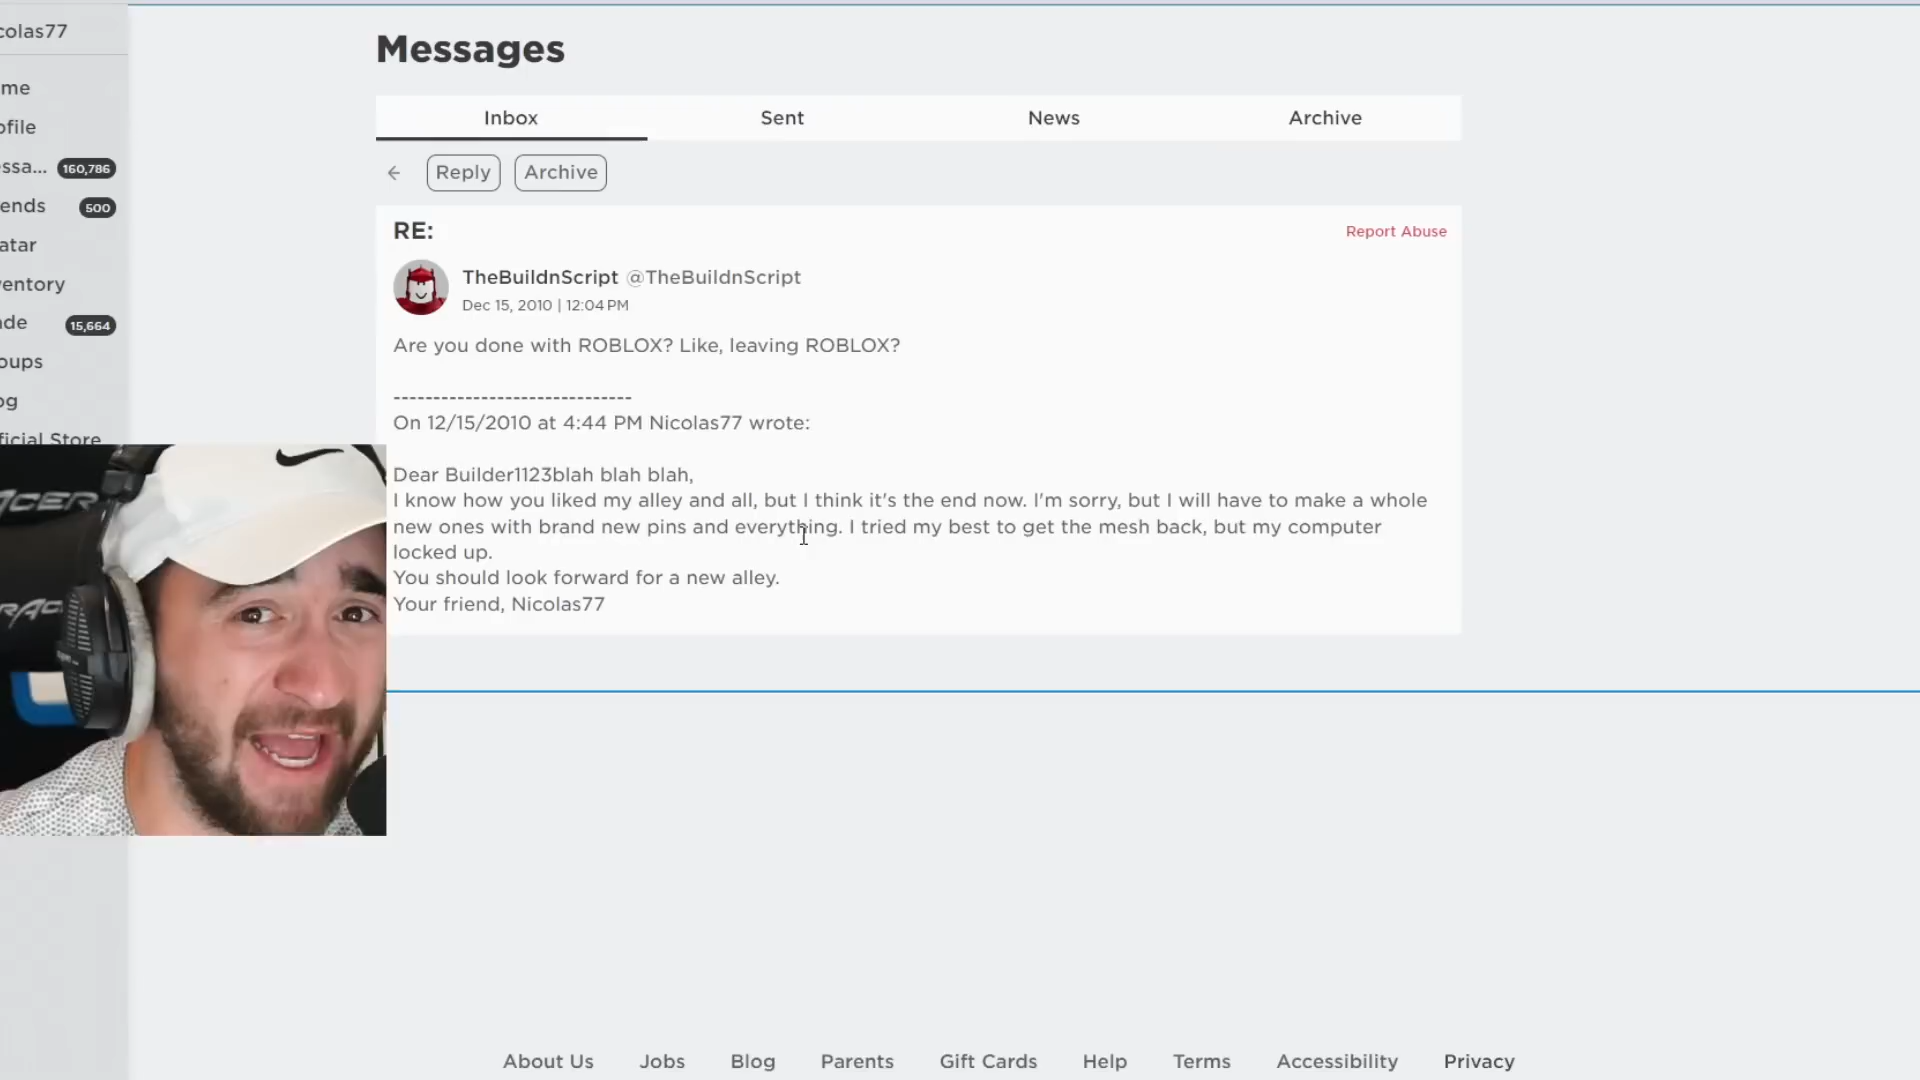 colas77
me
ofile
essa... 160,786
ends 500
atar
ventory
ade 15,664
oups
og
ficial Store
Messages
Inbox Sent News Archive
Reply Archive
RE:
Report Abuse
TheBuildnScript @TheBuildnScript
Dec 15, 2010 | 12:04 PM
Are you done with ROBLOX? Like, leaving ROBLOX?
------------------------------
On 12/15/2010 at 4:44 PM Nicolas77 wrote:
Dear Builder1123blah blah blah,
I know how you liked my alley and all, but I think it's the end now. I'm sorry, but I will have to make a whole
new ones with brand new pins and everything. I tried my best to get the mesh back, but my computer
locked up.
You should look forward for a new alley.
Your friend, Nicolas77
About Us Jobs Blog Parents Gift Cards Help Terms Accessibility Privacy